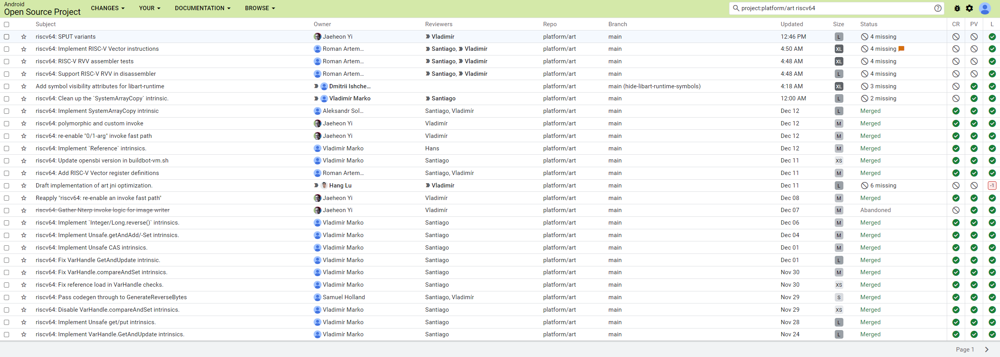 Android
Open Source Project CHANGES YOUR DOCUMENTATION BROWSE project:platform/art riscv64
Subject Owner Reviewers Repo Branch Updated Size Status CR PV L
riscv64: SPUT variants Jaeheon Yi Vladimír platform/art main 12:46 PM L 4 missing
riscv64: Implement RISC-V Vector instructions Roman Artem... Santiago, Vladimír platform/art main 4:50 AM XL 4 missing
riscv64: RISC-V RVV assembler tests Roman Artem... Santiago, Vladimír platform/art main 4:48 AM XL 4 missing
riscv64: Support RISC-V RVV in disassembler Roman Artem... Santiago, Vladimír platform/art main 4:48 AM L 4 missing
Add symbol visibility attributes for libart-runtime Dmitrii Ishche... platform/art main (hide-libart-runtime-symbols) 4:18 AM XL 3 missing
riscv64: Clean up the `SystemArrayCopy` intrinsic. Vladimír Marko Santiago platform/art main 12:00 AM L 2 missing
riscv64: Implement SystemArrayCopy intrinsic Aleksandr Sol... Santiago, Vladimír platform/art main Dec 12 L Merged
riscv64: polymorphic and custom invoke Jaeheon Yi Vladimír platform/art main Dec 12 M Merged
riscv64: re-enable "0/1-arg" invoke fast path Jaeheon Yi Vladimír platform/art main Dec 12 M Merged
riscv64: Implement `Reference` intrinsics. Vladimír Marko Hans platform/art main Dec 12 M Merged
riscv64: Update opensbi version in buildbot-vm.sh Vladimír Marko Santiago platform/art main Dec 11 XS Merged
riscv64: Add RISC-V Vector register definitions Roman Artem... Santiago, Vladimír platform/art main Dec 11 M Merged
Draft implementation of art jni optimization. Hang Lu Vladimír platform/art main Dec 11 L 6 missing -1
Reapply "riscv64: re-enable an invoke fast path" Jaeheon Yi Vladimír platform/art main Dec 08 M Merged
riscv64: Gather Nterp invoke logic for image writer Jaeheon Yi Vladimír platform/art main Dec 07 M Abandoned
riscv64: Implement `Integer/Long.reverse()` intrinsics. Vladimír Marko Santiago platform/art main Dec 06 M Merged
riscv64: Implement Unsafe.getAndAdd/-Set intrinsics. Vladimír Marko Santiago platform/art main Dec 04 M Merged
riscv64: Implement Unsafe CAS intrinsics. Vladimír Marko Santiago platform/art main Dec 01 M Merged
riscv64: Fix VarHandle GetAndUpdate intrinsic. Vladimír Marko Santiago platform/art main Dec 01 L Merged
riscv64: Fix VarHandle.compareAndSet intrinsics. Vladimír Marko Santiago platform/art main Nov 30 M Merged
riscv64: Fix reference load in VarHandle checks. Vladimír Marko Santiago platform/art main Nov 30 XS Merged
riscv64: Pass codegen through to GenerateReverseBytes Samuel Holland Santiago, Vladimír platform/art main Nov 29 S Merged
riscv64: Disable VarHandle.compareAndSet intrinsics. Vladimír Marko Santiago platform/art main Nov 29 XS Merged
riscv64: Implement Unsafe get/put intrinsics. Vladimír Marko Santiago platform/art main Nov 28 L Merged
riscv64: Implement VarHandle.GetAndUpdate intrinsics. Vladimír Marko Santiago platform/art main Nov 24 L Merged
Page 1